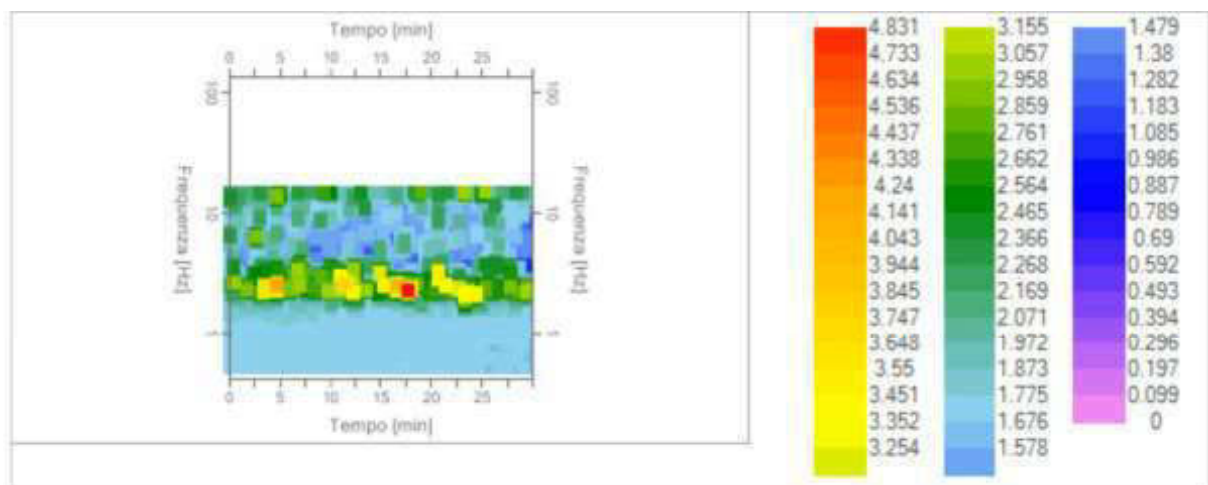 Tempo [min]
0 5 10 15 20 25
100 100
Frequenza [Hz] Frequenza [Hz]
10 10
1 1
0 5 10 15 20 25
Tempo [min]
4.831 3.155 1.479
4.733 3.057 1.38
4.634 2.958 1.282
4.536 2.859 1.183
4.437 2.761 1.085
4.338 2.662 0.986
4.24 2.564 0.887
4.141 2.465 0.789
4.043 2.366 0.69
3.944 2.268 0.592
3.845 2.169 0.493
3.747 2.071 0.394
3.648 1.972 0.296
3.55 1.873 0.197
3.451 1.775 0.099
3.352 1.676 0
3.254 1.578